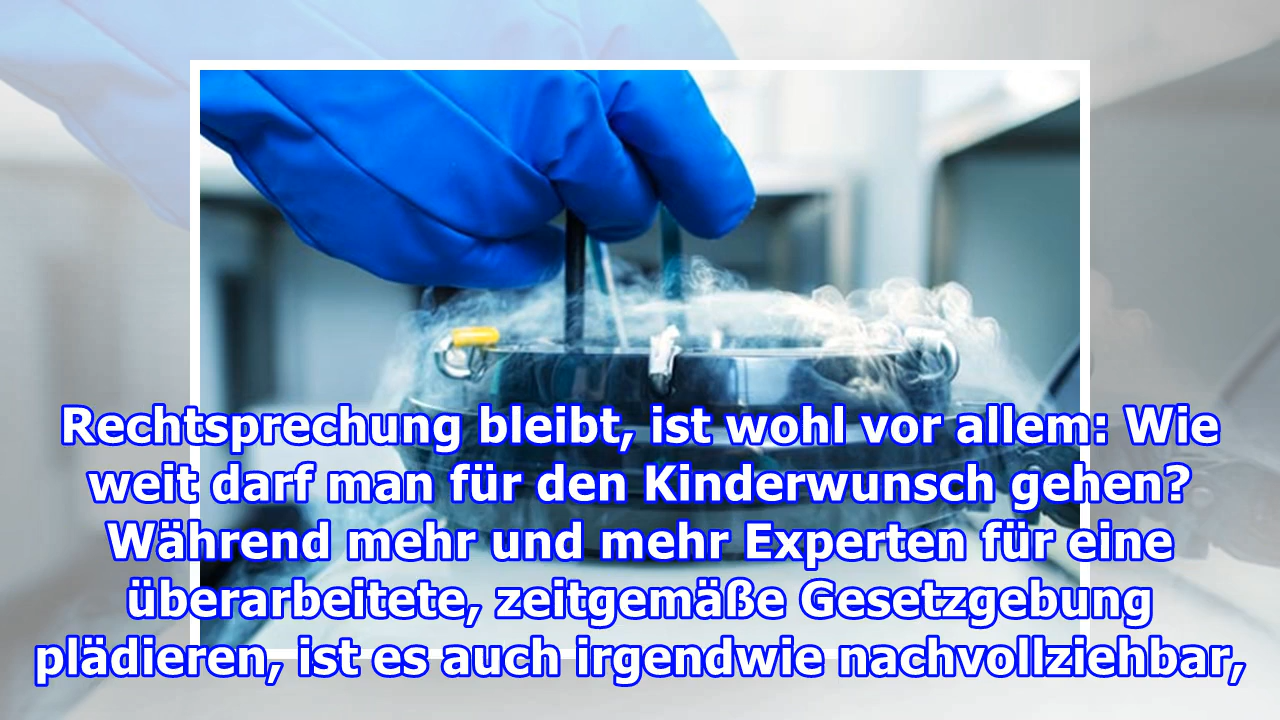 Rechtsprechung bleibt, ist wohl vor allem: Wie
weit darf man für den Kinderwunsch gehen?
Während mehr und mehr Experten für eine
überarbeitete, zeitgemäße Gesetzgebung
plädieren, ist es auch irgendwie nachvollziehbar,